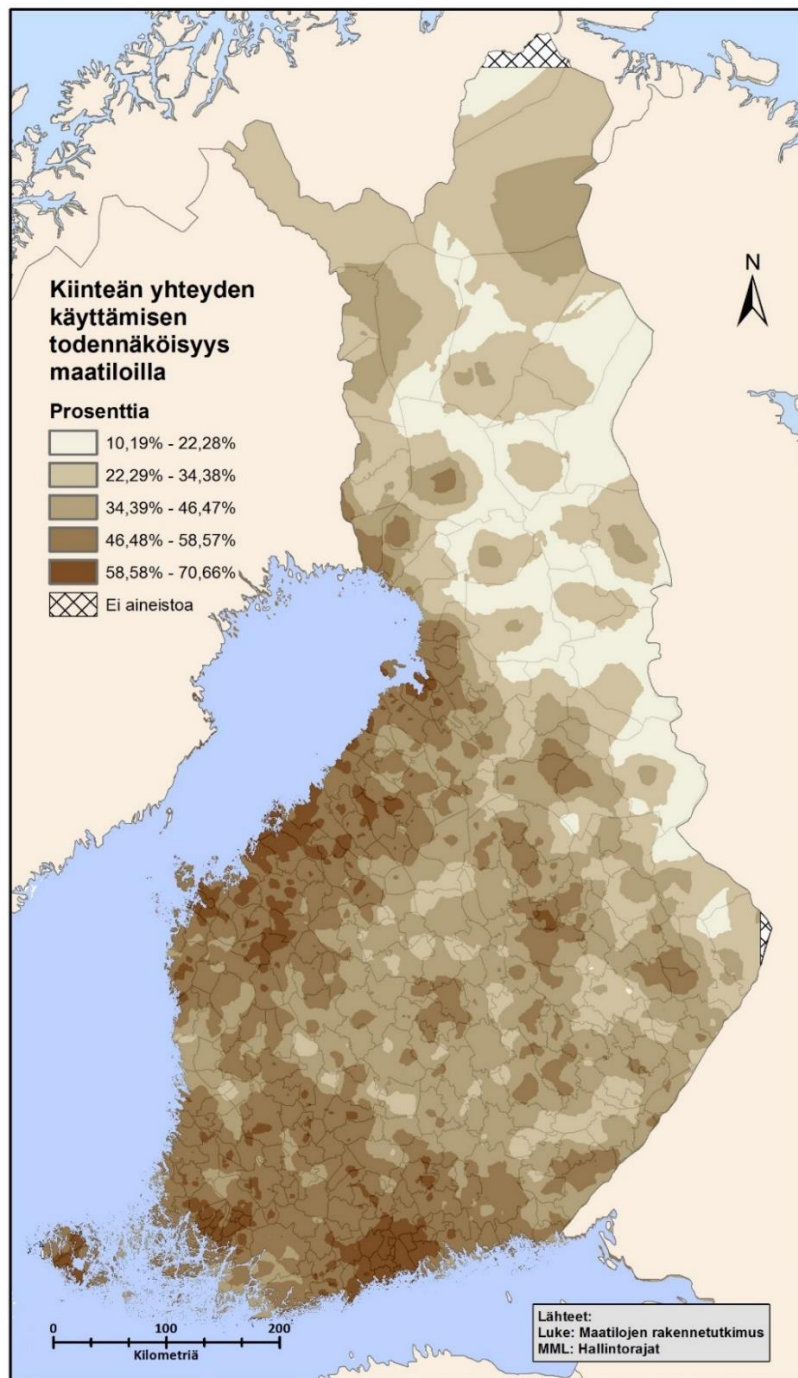 N
Kiinteän yhteyden
käyttämisen
todennäköisyys
maatiloilla
Prosenttia
10,19% - 22,28%
22,29% - 34,38%
34,39% - 46,47%
46,48% - 58,57%
58,58% - 70,66%
Ei aineistoa
0 100 200
Kilometriä
Lähteet:
Luke: Maatilojen rakennetutkimus
MML: Hallintorajat